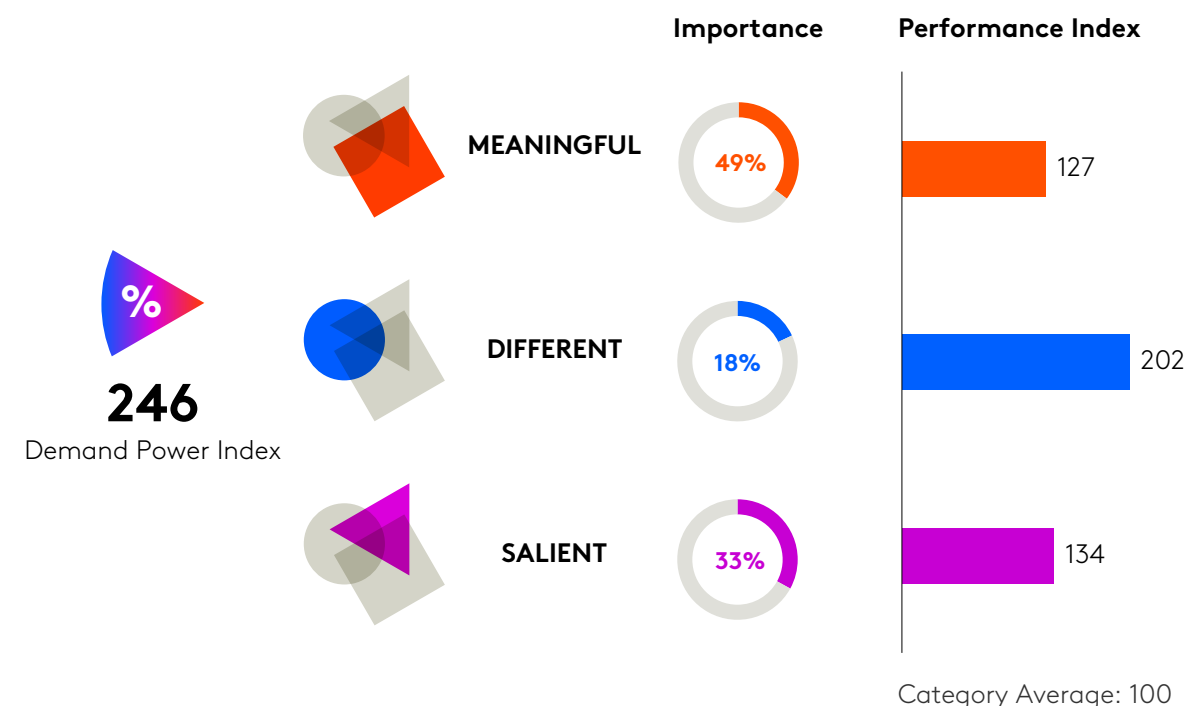 Importance
Performance Index
MEANINGFUL
49%
127
%
246
Demand Power Index
DIFFERENT
18%
202
SALIENT
33%
134
Category Average: 100